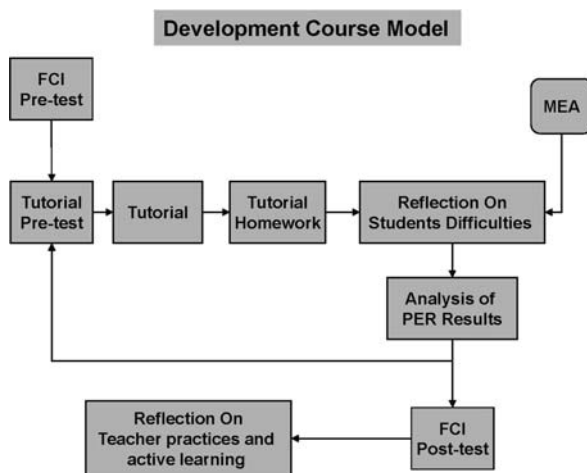 Development Course Model
FCI
Pre-test
MEA
Tutorial
Pre-test
Tutorial
Tutorial
Homework
Reflection On
Students Difficulties
Analysis of
PER Results
Reflection On
Teacher practices and
active learning
FCI
Post-test